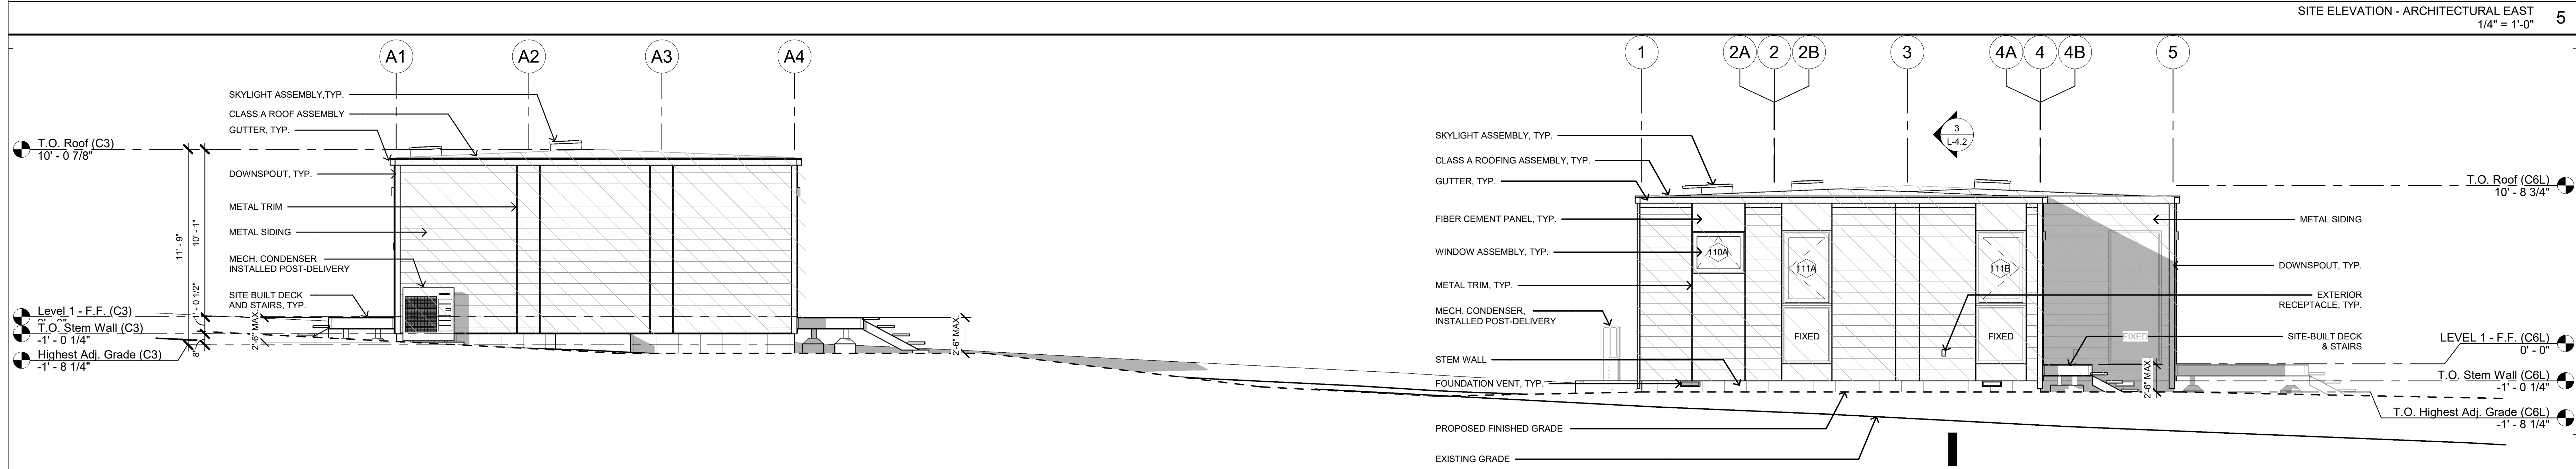 SITE ELEVATION - ARCHITECTURAL EAST
1/4" = 1'-0"
5
A1
A2
A3
A4
1
2A
2
2B
3
4A
4
4B
5
SKYLIGHT ASSEMBLY,TYP.
CLASS A ROOF ASSEMBLY
GUTTER, TYP.
DOWNSPOUT, TYP.
METAL TRIM
METAL SIDING
MECH. CONDENSER
INSTALLED POST-DELIVERY
SITE BUILT DECK
AND STAIRS, TYP.
T.O. Roof (C3)
10' - 0 7/8"
Level 1 - F.F. (C3)
T.O. Stem Wall (C3)
-1' - 0 1/4"
Highest Adj. Grade (C3)
-1' - 8 1/4"
11' - 9"
10' - 1"
2'-6" MAX.
2'-6" MAX.
SKYLIGHT ASSEMBLY, TYP.
CLASS A ROOFING ASSEMBLY, TYP.
GUTTER, TYP.
FIBER CEMENT PANEL, TYP.
WINDOW ASSEMBLY, TYP.
METAL TRIM, TYP.
MECH. CONDENSER,
INSTALLED POST-DELIVERY
STEM WALL
FOUNDATION VENT, TYP.
PROPOSED FINISHED GRADE
EXISTING GRADE
3
L-4.2
110A
111A
111B
FIXED
FIXED
FIXED
2'-6" MAX.
METAL SIDING
DOWNSPOUT, TYP.
EXTERIOR
RECEPTACLE, TYP.
SITE-BUILT DECK
& STAIRS
T.O. Roof (C6L)
10' - 8 3/4"
LEVEL 1 - F.F. (C6L)
0' - 0"
T.O. Stem Wall (C6L)
-1' - 0 1/4"
T.O. Highest Adj. Grade (C6L)
-1' - 8 1/4"